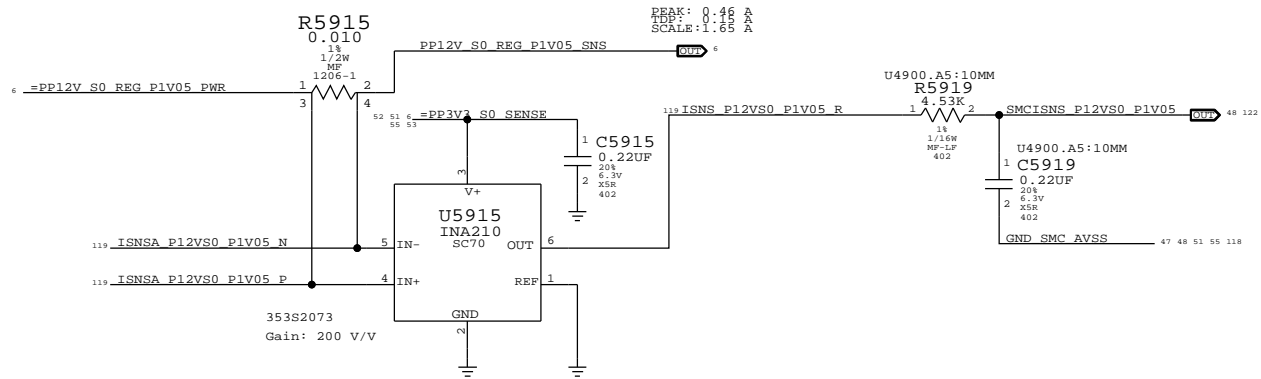 PEAK: 0.46 A
TDP: 0.15 A
SCALE:1.65 A
R5915
0.010
1%
1/2W
MF
1206-1
PP12V_S0_REG_P1V05_SNS
OUT
6
6
=PP12V_S0_REG_P1V05_PWR
1
2
3
4
52 51 6
55 53
=PP3V3_S0_SENSE
1
C5915
0.22UF
20%
6.3V
X5R
402
2
119
ISNS_P12VS0_P1V05_R
U4900.A5:10MM
R5919
4.53K
1
2
1%
1/16W
MF-LF
402
SMCISNS_P12VS0_P1V05
OUT
48 122
U4900.A5:10MM
1
C5919
0.22UF
20%
6.3V
X5R
402
2
GND_SMC_AVSS
47 48 51 55 118
3
V+
U5915
INA210
SC70
119
ISNSA_P12VS0_P1V05_N
5
IN-
OUT
6
119
ISNSA_P12VS0_P1V05_P
4
IN+
REF
1
GND
2
353S2073
Gain: 200 V/V